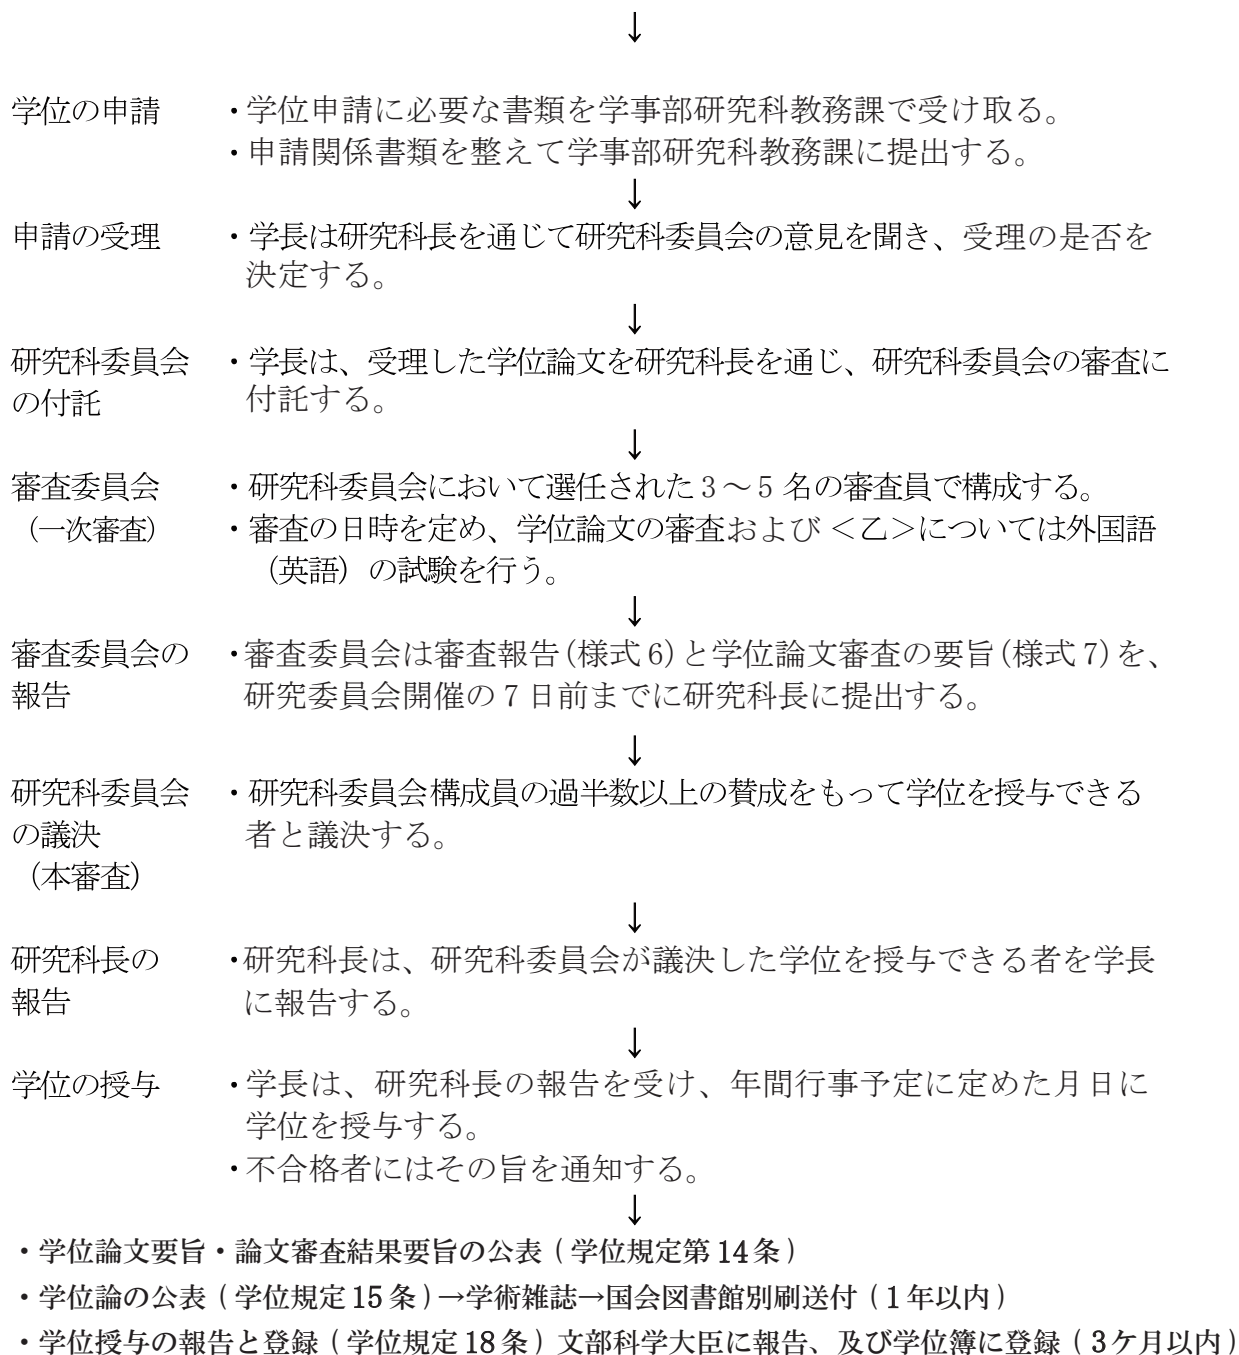 ↓
学位の申請 ・学位申請に必要な書類を学事部研究科教務課で受け取る。
・申請関係書類を整えて学事部研究科教務課に提出する。
↓
申請の受理 ・学長は研究科長を通じて研究科委員会の意見を聞き、受理の是否を
決定する。
↓
研究科委員会 ・学長は、受理した学位論文を研究科長を通じ、研究科委員会の審査に
の付託 付託する。
↓
審査委員会 ・研究科委員会において選任された3～5名の審査員で構成する。
（一次審査） ・審査の日時を定め、学位論文の審査および<乙>については外国語
（英語）の試験を行う。
↓
審査委員会の ・審査委員会は審査報告(様式6)と学位論文審査の要旨(様式7)を、
報告 研究委員会開催の7日前までに研究科長に提出する。
↓
研究科委員会 ・研究科委員会構成員の過半数以上の賛成をもって学位を授与できる
の議決 者と議決する。
（本審査）
↓
研究科長の ・研究科長は、研究科委員会が議決した学位を授与できる者を学長
報告 に報告する。
↓
学位の授与 ・学長は、研究科長の報告を受け、年間行事予定に定めた月日に
学位を授与する。
・不合格者にはその旨を通知する。
↓
・学位論文要旨・論文審査結果要旨の公表(学位規定第14条)
・学位論の公表(学位規定15条)→学術雑誌→国会図書館別刷送付(1年以内)
・学位授与の報告と登録(学位規定18条)文部科学大臣に報告、及び学位簿に登録(3ケ月以内)